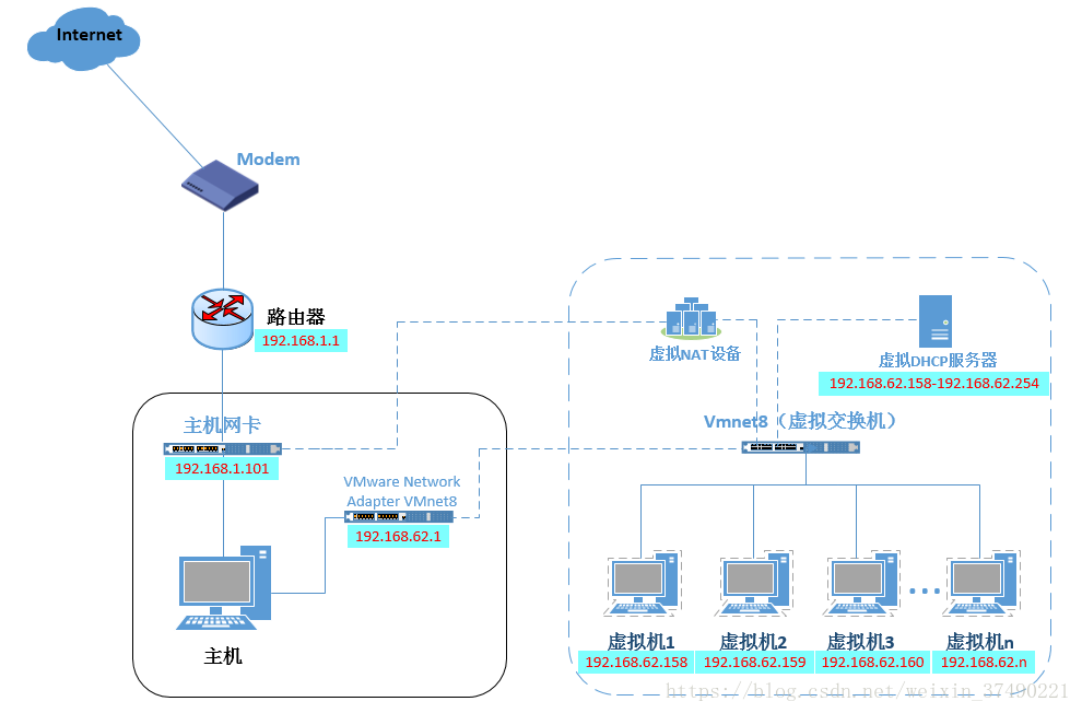 Internet
Modem
路由器
192.168.1.1
主机网卡
192.168.1.101
VMware Network
Adapter VMnet8
192.168.62.1
主机
虚拟NAT设备
虚拟DHCP服务器
192.168.62.158-192.168.62.254
Vmnet8（虚拟交换机）
虚拟机1
192.168.62.158
虚拟机2
192.168.62.159
虚拟机3
192.168.62.160
...
虚拟机n
192.168.62.n
https://blog.csdn.net/weixin_37490221